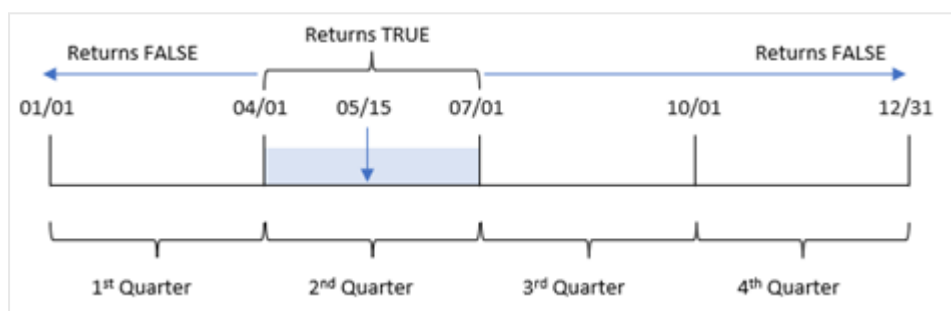 Returns TRUE
Returns FALSE
Returns FALSE
01/01
04/01
05/15
07/01
10/01
12/31
1st Quarter
2nd Quarter
3rd Quarter
4th Quarter